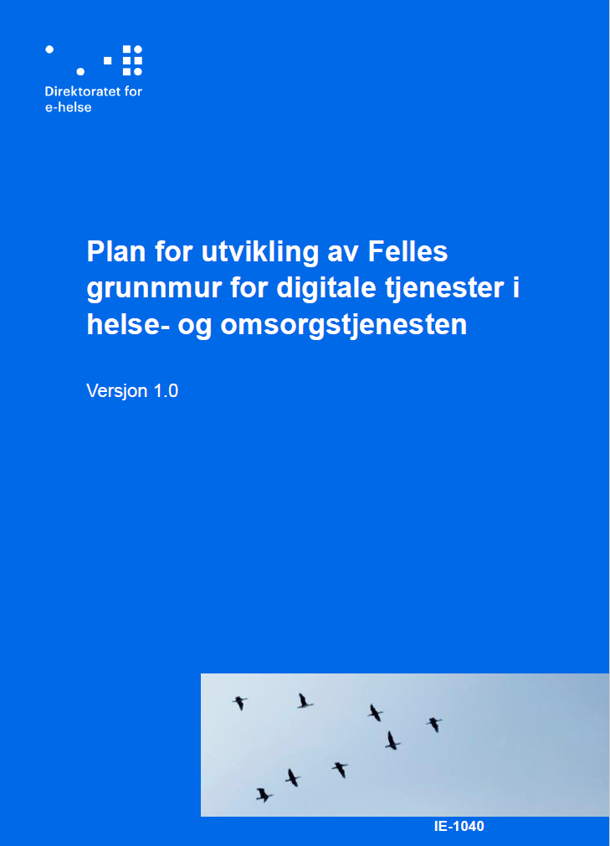 Direktoratet for
e-helse
Plan for utvikling av Felles
grunnmur for digitale tjenester i
helse- og omsorgstjenesten
Versjon 1.0
IE-1040